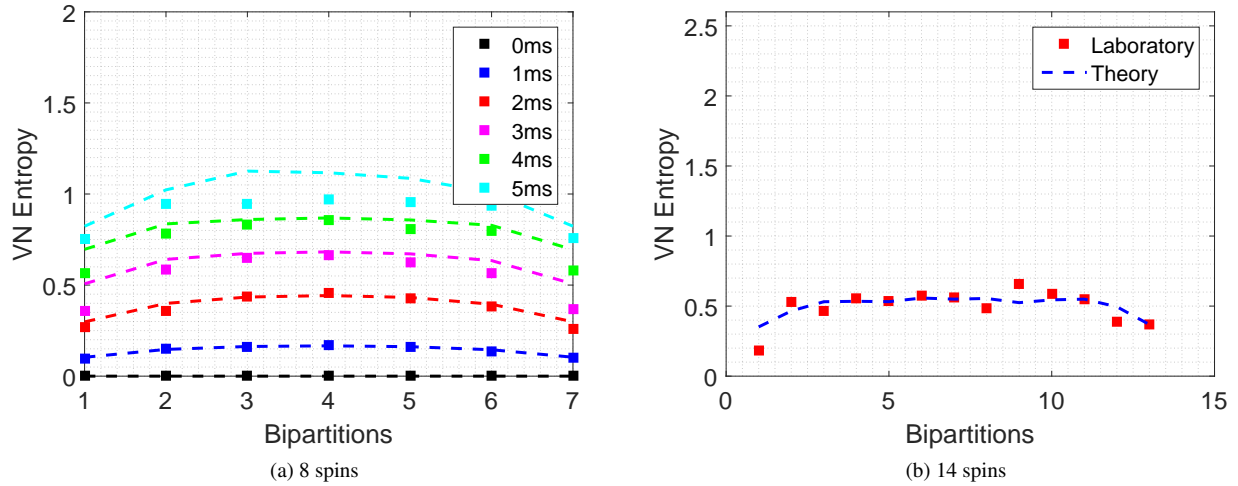 2
1.5
1
0.5
0
VN Entropy
1 2 3 4 5 6 7
Bipartitions
0ms
1ms
2ms
3ms
4ms
5ms
(a) 8 spins
2.5
2
1.5
1
0.5
0
VN Entropy
0 5 10 15
Bipartitions
Laboratory
Theory
(b) 14 spins